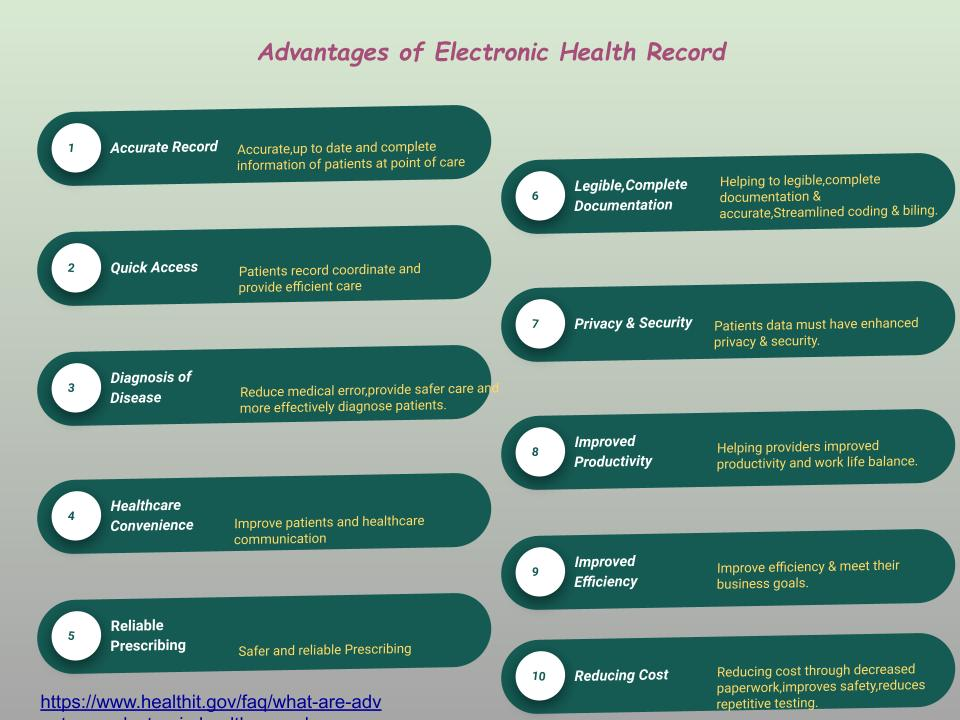 Advantages of Electronic Health Record
1
Accurate Record
Accurate,up to date and complete
information of patients at point of care
2
Quick Access
Patients record coordinate and
provide efficient care
3
Diagnosis of
Disease
Reduce medical error,provide safer care and
more effectively diagnose patients.
4
Healthcare
Convenience
Improve patients and healthcare
communication
5
Reliable
Prescribing
Safer and reliable Prescribing
https://www.healthit.gov/faq/what-are-adv
6
Legible,Complete
Documentation
Helping to legible,complete
documentation &
accurate,Streamlined coding & biling.
7
Privacy & Security
Patients data must have enhanced
privacy & security.
8
Improved
Productivity
Helping providers improved
productivity and work life balance.
9
Improved
Efficiency
Improve efficiency & meet their
business goals.
10
Reducing Cost
Reducing cost through decreased
paperwork,improves safety,reduces
repetitive testing.